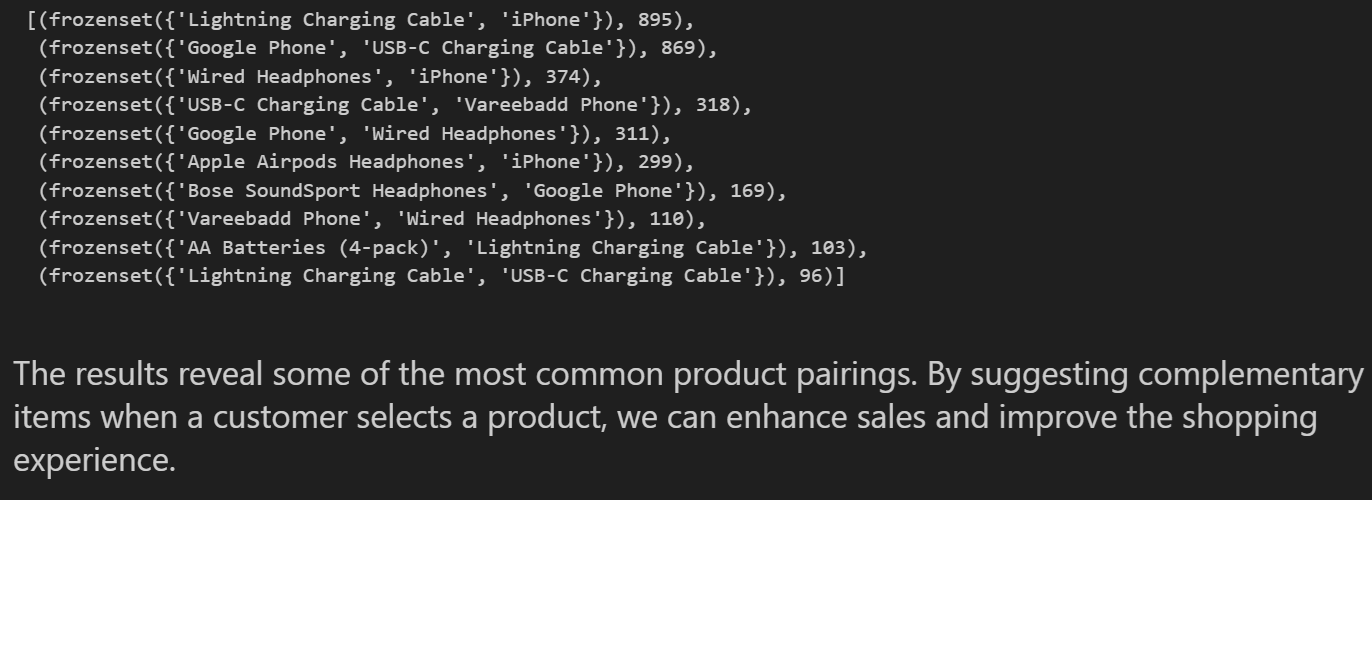 [(frozenset({'Lightning Charging Cable', 'iPhone'}), 895),
(frozenset({'Google Phone', 'USB-C Charging Cable'}), 869),
(frozenset({'Wired Headphones', 'iPhone'}), 374),
(frozenset({'USB-C Charging Cable', 'Vareebadd Phone'}), 318),
(frozenset({'Google Phone', 'Wired Headphones'}), 311),
(frozenset({'Apple Airpods Headphones', 'iPhone'}), 299),
(frozenset({'Bose SoundSport Headphones', 'Google Phone'}), 169),
(frozenset({'Vareebadd Phone', 'Wired Headphones'}), 110),
(frozenset({'AA Batteries (4-pack)', 'Lightning Charging Cable'}), 103),
(frozenset({'Lightning Charging Cable', 'USB-C Charging Cable'}), 96)]
The results reveal some of the most common product pairings. By suggesting complementary
items when a customer selects a product, we can enhance sales and improve the shopping
experience.